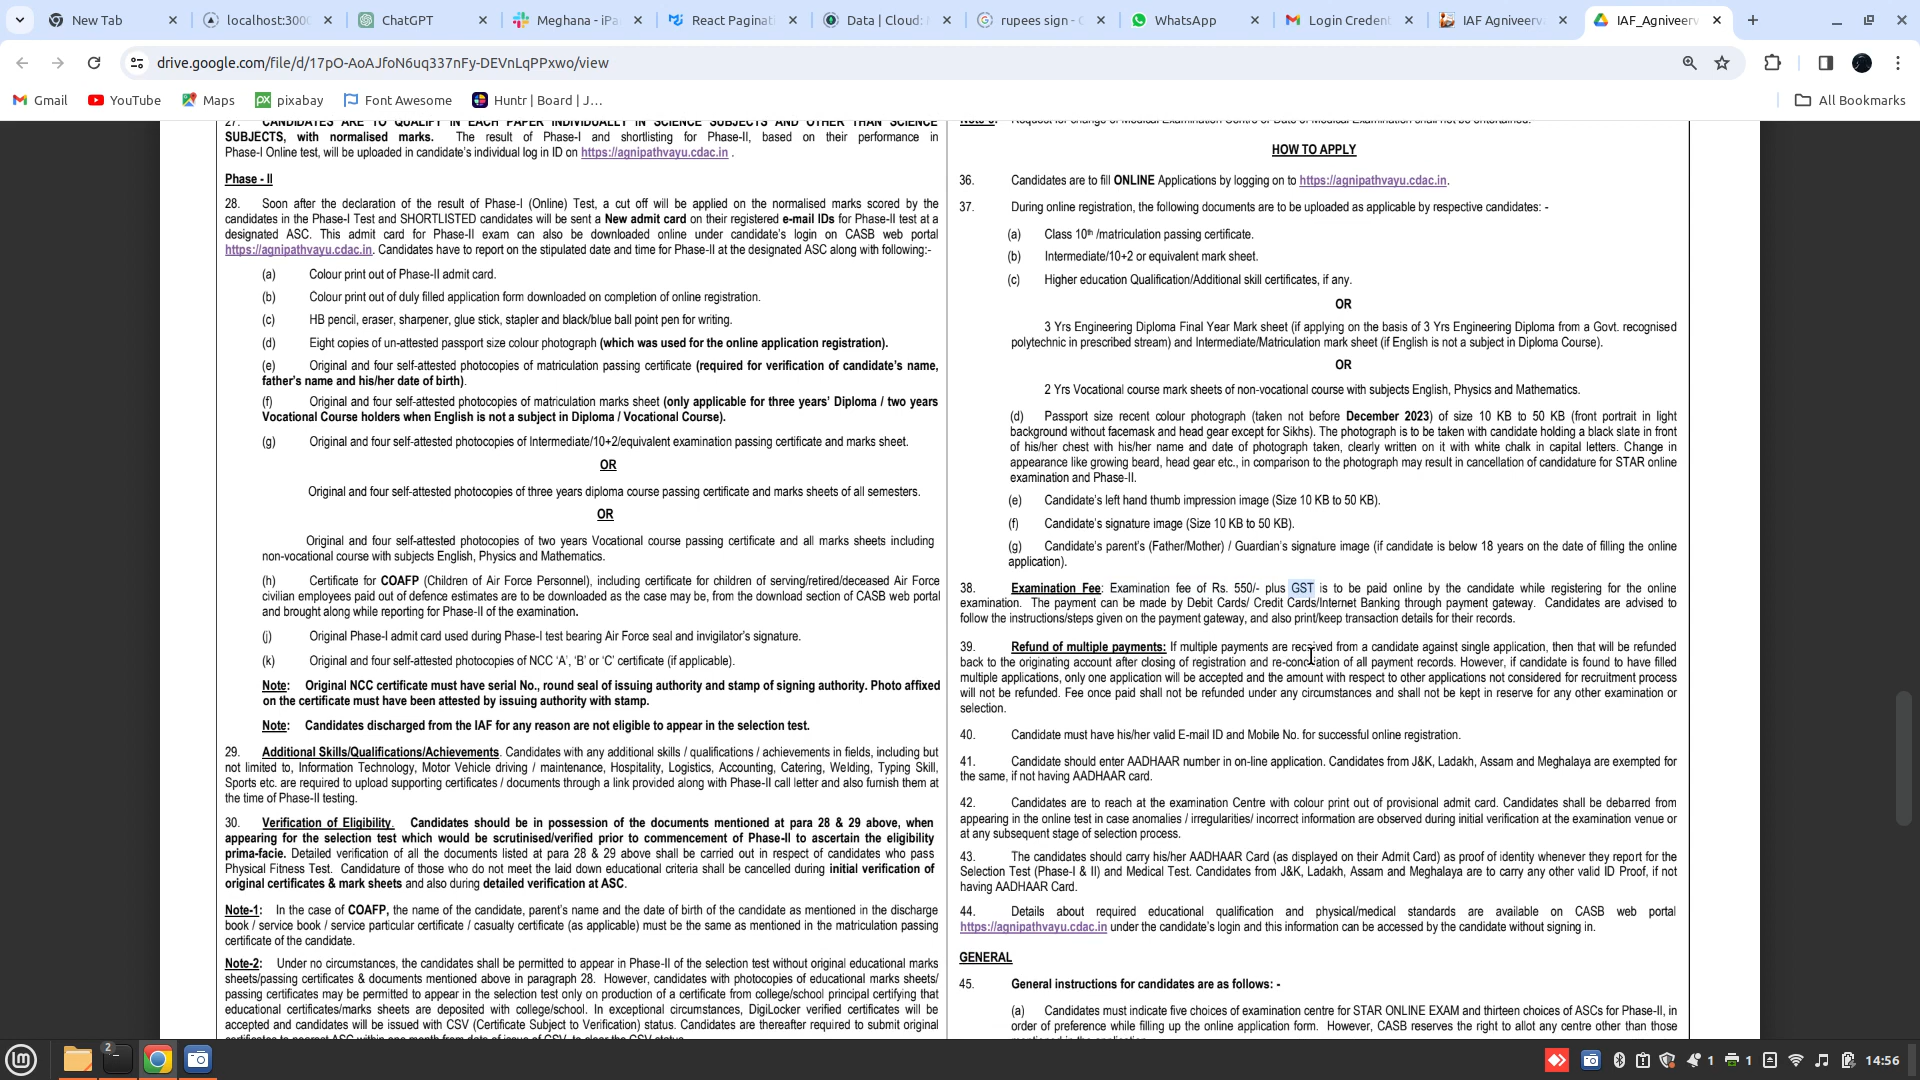 New Tab
localhost:3000
ChatGPT
Meghana - iPa
React Paginati
Data | Cloud:
rupees sign - G
WhatsApp
Login Creden
IAF Agniveerv
IAF_Agniveerv
drive.google.com/file/d/17pO-AoAJfoN6uq337nFy-DEVnLqPPxwo/view
Gmail
YouTube
Maps
pixabay
Font Awesome
Huntr | Board | J...
All Bookmarks
27. CANDIDATES ARE TO QUALIFY IN EACH PAPER INDIVIDUALLY IN SCIENCE SUBJECTS AND OTHER THAN SCIENCE
SUBJECTS, with normalised marks. The result of Phase-I and shortlisting for Phase-II, based on their performance in
Phase-I Online test, will be uploaded in candidate's individual log in ID on https://agnipathvayu.cdac.in .
Phase - II
28. Soon after the declaration of the result of Phase-I (Online) Test, a cut off will be applied on the normalised marks scored by the
candidates in the Phase-I Test and SHORTLISTED candidates will be sent a New admit card on their registered e-mail IDs for Phase-II test at a
designated ASC. This admit card for Phase-II exam can also be downloaded online under candidate's login on CASB web portal
https://agnipathvayu.cdac.in. Candidates have to report on the stipulated date and time for Phase-II at the designated ASC along with following:-
(a) Colour print out of Phase-II admit card.
(b) Colour print out of duly filled application form downloaded on completion of online registration.
(c) HB pencil, eraser, sharpener, glue stick, stapler and black/blue ball point pen for writing.
(d) Eight copies of un-attested passport size colour photograph (which was used for the online application registration).
(e) Original and four self-attested photocopies of matriculation passing certificate (required for verification of candidate's name,
father's name and his/her date of birth).
(f) Original and four self-attested photocopies of matriculation marks sheet (only applicable for three years' Diploma / two years
Vocational Course holders when English is not a subject in Diploma / Vocational Course).
(g) Original and four self-attested photocopies of Intermediate/10+2/equivalent examination passing certificate and marks sheet.
OR
Original and four self-attested photocopies of three years diploma course passing certificate and marks sheets of all semesters.
OR
Original and four self-attested photocopies of two years Vocational course passing certificate and all marks sheets including
non-vocational course with subjects English, Physics and Mathematics.
(h) Certificate for COAFP (Children of Air Force Personnel), including certificate for children of serving/retired/deceased Air Force
civilian employees paid out of defence estimates are to be downloaded as the case may be, from the download section of CASB web portal
and brought along while reporting for Phase-II of the examination.
(j) Original Phase-I admit card used during Phase-I test bearing Air Force seal and invigilator's signature.
(k) Original and four self-attested photocopies of NCC 'A', 'B' or 'C' certificate (if applicable).
Note: Original NCC certificate must have serial No., round seal of issuing authority and stamp of signing authority. Photo affixed
on the certificate must have been attested by issuing authority with stamp.
Note: Candidates discharged from the IAF for any reason are not eligible to appear in the selection test.
29. Additional Skills/Qualifications/Achievements. Candidates with any additional skills / qualifications / achievements in fields, including but
not limited to, Information Technology, Motor Vehicle driving / maintenance, Hospitality, Logistics, Accounting, Catering, Welding, Typing Skill,
Sports etc. are required to upload supporting certificates / documents through a link provided along with Phase-II call letter and also furnish them at
the time of Phase-II testing.
30. Verification of Eligibility. Candidates should be in possession of the documents mentioned at para 28 & 29 above, when
appearing for the selection test which would be scrutinised/verified prior to commencement of Phase-II to ascertain the eligibility
prima-facie. Detailed verification of all the documents listed at para 28 & 29 above shall be carried out in respect of candidates who pass
Physical Fitness Test. Candidature of those who do not meet the laid down educational criteria shall be cancelled during initial verification of
original certificates & mark sheets and also during detailed verification at ASC.
Note-1: In the case of COAFP, the name of the candidate, parent's name and the date of birth of the candidate as mentioned in the discharge
book / service book / service particular certificate / casualty certificate (as applicable) must be the same as mentioned in the matriculation passing
certificate of the candidate.
Note-2: Under no circumstances, the candidates shall be permitted to appear in Phase-II of the selection test without original educational marks
sheets/passing certificates & documents mentioned above in paragraph 28. However, candidates with photocopies of educational marks sheets/
passing certificates may be permitted to appear in the selection test only on production of a certificate from college/school principal certifying that
educational certificates/marks sheets are deposited with college/school. In exceptional circumstances, DigiLocker verified certificates will be
accepted and candidates will be issued with CSV (Certificate Subject to Verification) status. Candidates are thereafter required to submit original
HOW TO APPLY
36. Candidates are to fill ONLINE Applications by logging on to https://agnipathvayu.cdac.in.
37. During online registration, the following documents are to be uploaded as applicable by respective candidates: -
(a) Class 10th /matriculation passing certificate.
(b) Intermediate/10+2 or equivalent mark sheet.
(c) Higher education Qualification/Additional skill certificates, if any.
OR
3 Yrs Engineering Diploma Final Year Mark sheet (if applying on the basis of 3 Yrs Engineering Diploma from a Govt. recognised
polytechnic in prescribed stream) and Intermediate/Matriculation mark sheet (if English is not a subject in Diploma Course).
OR
2 Yrs Vocational course mark sheets of non-vocational course with subjects English, Physics and Mathematics.
(d) Passport size recent colour photograph (taken not before December 2023) of size 10 KB to 50 KB (front portrait in light
background without facemask and head gear except for Sikhs). The photograph is to be taken with candidate holding a black slate in front
of his/her chest with his/her name and date of photograph taken, clearly written on it with white chalk in capital letters. Change in
appearance like growing beard, head gear etc., in comparison to the photograph may result in cancellation of candidature for STAR online
examination and Phase-II.
(e) Candidate's left hand thumb impression image (Size 10 KB to 50 KB).
(f) Candidate's signature image (Size 10 KB to 50 KB).
(g) Candidate's parent's (Father/Mother) / Guardian's signature image (if candidate is below 18 years on the date of filling the online
application).
38. Examination Fee: Examination fee of Rs. 550/- plus GST is to be paid online by the candidate while registering for the online
examination. The payment can be made by Debit Cards/ Credit Cards/Internet Banking through payment gateway. Candidates are advised to
follow the instructions/steps given on the payment gateway, and also print/keep transaction details for their records.
39. Refund of multiple payments: If multiple payments are received from a candidate against single application, then that will be refunded
back to the originating account after closing of registration and re-conciliation of all payment records. However, if candidate is found to have filled
multiple applications, only one application will be accepted and the amount with respect to other applications not considered for recruitment process
will not be refunded. Fee once paid shall not be refunded under any circumstances and shall not be kept in reserve for any other examination or
selection.
40. Candidate must have his/her valid E-mail ID and Mobile No. for successful online registration.
41. Candidate should enter AADHAAR number in on-line application. Candidates from J&K, Ladakh, Assam and Meghalaya are exempted for
the same, if not having AADHAAR card.
42. Candidates are to reach at the examination Centre with colour print out of provisional admit card. Candidates shall be debarred from
appearing in the online test in case anomalies / irregularities/ incorrect information are observed during initial verification at the examination venue or
at any subsequent stage of selection process.
43. The candidates should carry his/her AADHAAR Card (as displayed on their Admit Card) as proof of identity whenever they report for the
Selection Test (Phase-I & II) and Medical Test. Candidates from J&K, Ladakh, Assam and Meghalaya are to carry any other valid ID Proof, if not
having AADHAAR Card.
44. Details about required educational qualification and physical/medical standards are available on CASB web portal
https://agnipathvayu.cdac.in under the candidate's login and this information can be accessed by the candidate without signing in.
GENERAL
45. General instructions for candidates are as follows: -
(a) Candidates must indicate five choices of examination centre for STAR ONLINE EXAM and thirteen choices of ASCs for Phase-II, in
order of preference while filling up the online application form. However, CASB reserves the right to allot any centre other than those
2
1
1
14:56